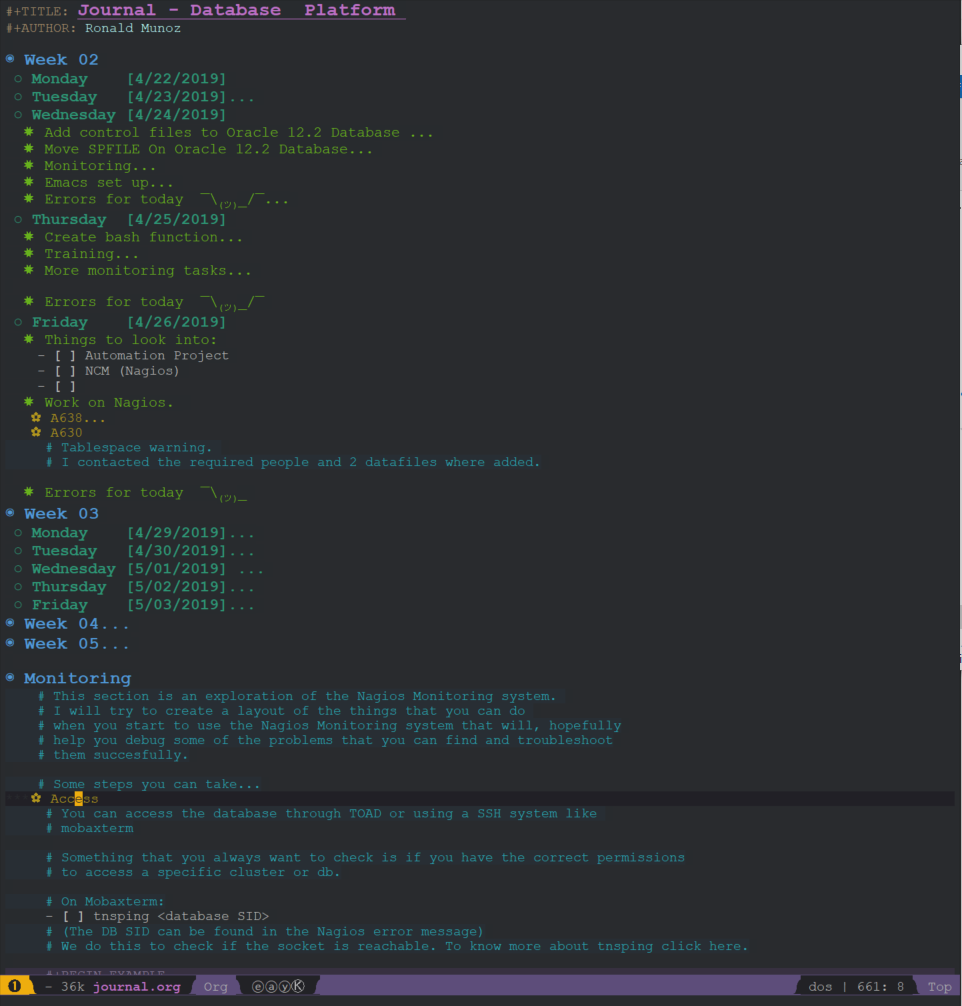 #+TITLE: Journal - Database  Platform
#+AUTHOR: Ronald Munoz
Week 02
Monday    [4/22/2019]
Tuesday   [4/23/2019]...
Wednesday [4/24/2019]
Add control files to Oracle 12.2 Database ...
Move SPFILE On Oracle 12.2 Database...
Monitoring...
Emacs set up...
Errors for today  ¯\_(ツ)_/¯...
Thursday  [4/25/2019]
Create bash function...
Training...
More monitoring tasks...
Errors for today  ¯\_(ツ)_/¯
Friday    [4/26/2019]
Things to look into:
- [ ] Automation Project
- [ ] NCM (Nagios)
- [ ]
Work on Nagios.
A638...
A630
# Tablespace warning.
# I contacted the required people and 2 datafiles where added.
Errors for today  ¯\_(ツ)_
Week 03
Monday    [4/29/2019]...
Tuesday   [4/30/2019]...
Wednesday [5/01/2019] ...
Thursday  [5/02/2019]...
Friday    [5/03/2019]...
Week 04...
Week 05...
Monitoring
# This section is an exploration of the Nagios Monitoring system.
# I will try to create a layout of the things that you can do
# when you start to use the Nagios Monitoring system that will, hopefully
# help you debug some of the problems that you can find and troubleshoot
# them succesfully.
# Some steps you can take...
Access
# You can access the database through TOAD or using a SSH system like
# mobaxterm
# Something that you always want to check is if you have the correct permissions
# to access a specific cluster or db.
# On Mobaxterm:
- [ ] tnsping <database SID>
# (The DB SID can be found in the Nagios error message)
# We do this to check if the socket is reachable. To know more about tnsping click here.
#+BEGIN_EXAMPLE
❶ - 36k journal.org Org ⓔⓐⓨⓀ dos | 661: 8 Top